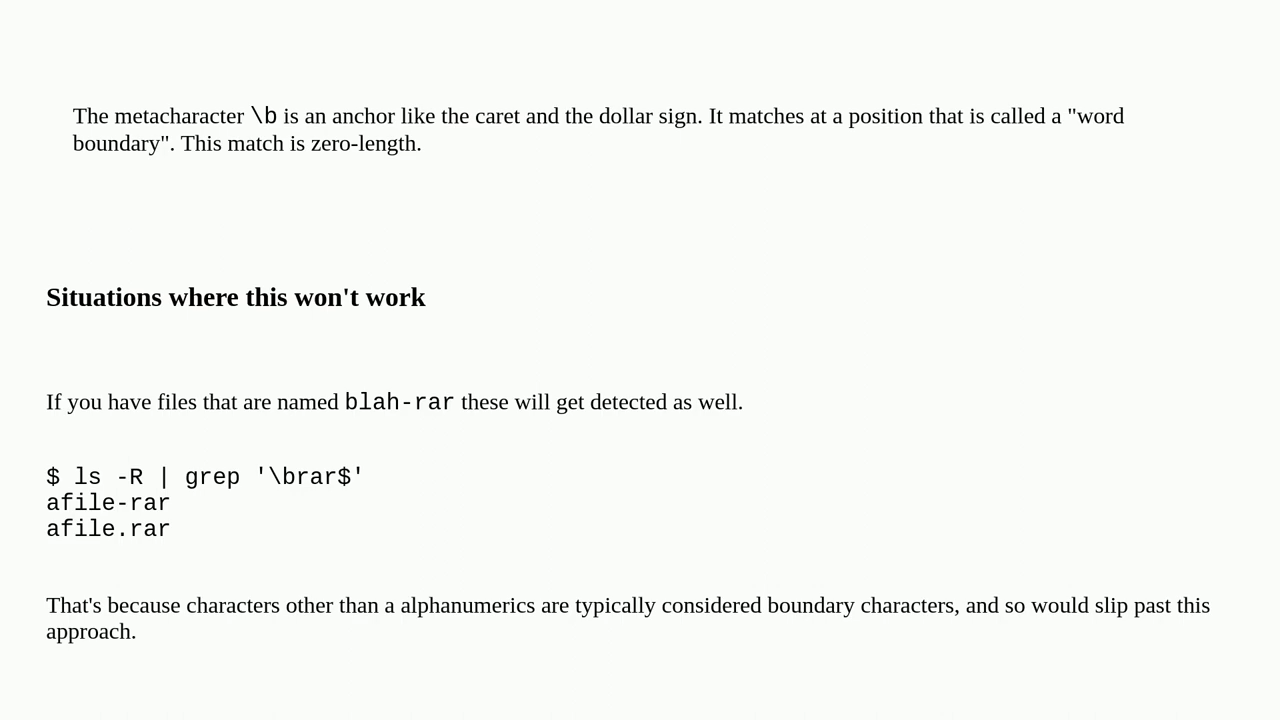 The metacharacter \b is an anchor like the caret and the dollar sign. It matches at a position that is called a "word
boundary". This match is zero-length.
Situations where this won't work
If you have files that are named blah-rar these will get detected as well.
$ ls -R | grep '\brar$'
afile-rar
afile.rar
That's because characters other than a alphanumerics are typically considered boundary characters, and so would slip past this
approach.